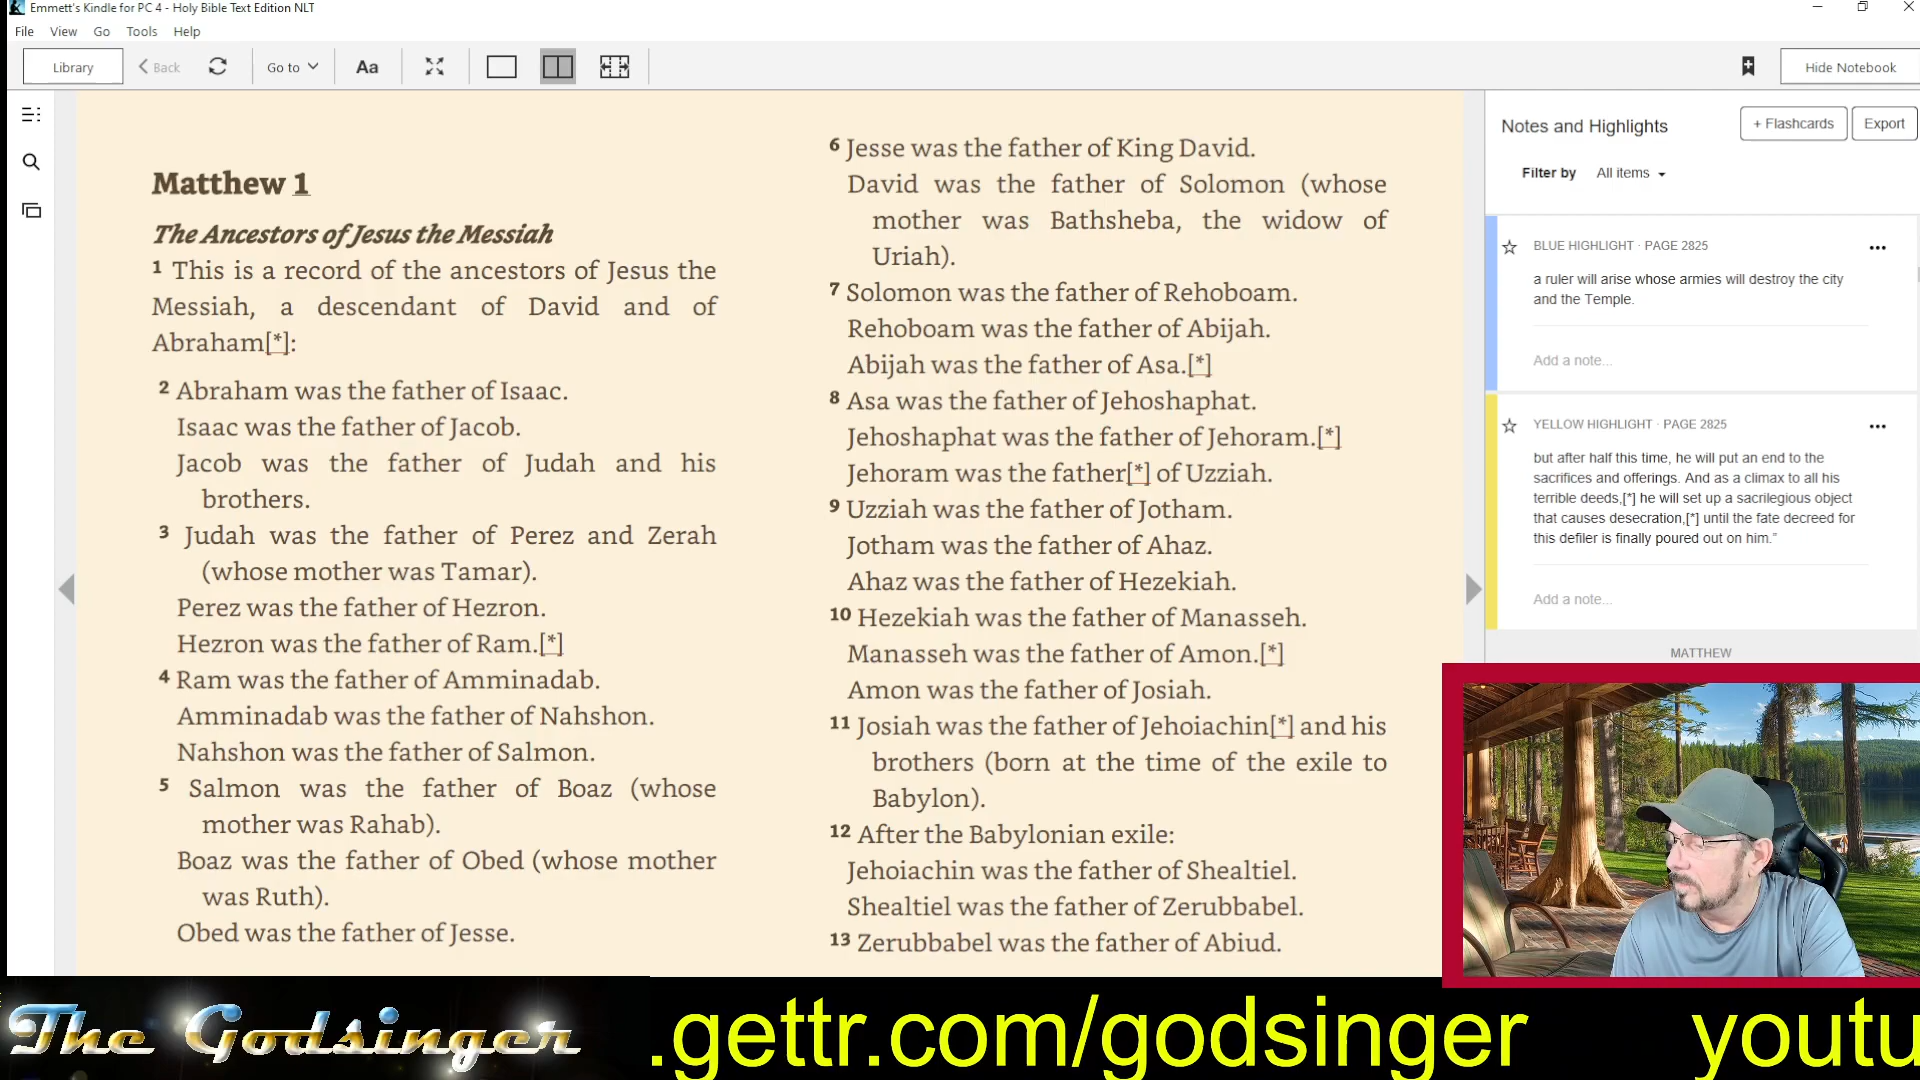 Emmett's Kindle for PC 4 - Holy Bible Text Edition NLT
File View Go Tools Help
Library Back Go to Aa Hide Notebook
Matthew 1
The Ancestors of Jesus the Messiah
1 This is a record of the ancestors of Jesus the
Messiah, a descendant of David and of
Abraham[*]:
2 Abraham was the father of Isaac.
Isaac was the father of Jacob.
Jacob was the father of Judah and his
brothers.
3 Judah was the father of Perez and Zerah
(whose mother was Tamar).
Perez was the father of Hezron.
Hezron was the father of Ram.[*]
4 Ram was the father of Amminadab.
Amminadab was the father of Nahshon.
Nahshon was the father of Salmon.
5 Salmon was the father of Boaz (whose
mother was Rahab).
Boaz was the father of Obed (whose mother
was Ruth).
Obed was the father of Jesse.
6 Jesse was the father of King David.
David was the father of Solomon (whose
mother was Bathsheba, the widow of
Uriah).
7 Solomon was the father of Rehoboam.
Rehoboam was the father of Abijah.
Abijah was the father of Asa.[*]
8 Asa was the father of Jehoshaphat.
Jehoshaphat was the father of Jehoram.[*]
Jehoram was the father[*] of Uzziah.
9 Uzziah was the father of Jotham.
Jotham was the father of Ahaz.
Ahaz was the father of Hezekiah.
10 Hezekiah was the father of Manasseh.
Manasseh was the father of Amon.[*]
Amon was the father of Josiah.
11 Josiah was the father of Jehoiachin[*] and his
brothers (born at the time of the exile to
Babylon).
12 After the Babylonian exile:
Jehoiachin was the father of Shealtiel.
Shealtiel was the father of Zerubbabel.
13 Zerubbabel was the father of Abiud.
Notes and Highlights + Flashcards Export
Filter by All items
BLUE HIGHLIGHT · PAGE 2825
a ruler will arise whose armies will destroy the city
and the Temple.
Add a note...
YELLOW HIGHLIGHT · PAGE 2825
but after half this time, he will put an end to the
sacrifices and offerings. And as a climax to all his
terrible deeds,[*] he will set up a sacrilegious object
that causes desecration,[*] until the fate decreed for
this defiler is finally poured out on him.”
Add a note...
MATTHEW
The Godsinger .gettr.com/godsinger youtu